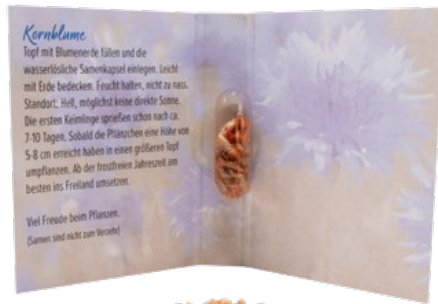 Kornblume
Topf mit Blumenerde füllen und die
wasserlösliche Samenkapsel einlegen. Leicht
mit Erde bedecken. Feucht halten, nicht zu nass.
Standort: Hell, möglichst keine direkte Sonne.
Die ersten Keimlinge sprießen schon nach ca.
7-10 Tagen. Sobald die Pflänzchen eine Höhe von
5-8 cm erreicht haben in einen größeren Topf
umpflanzen. Ab der frostfreien Jahreszeit am
besten ins Freiland umsetzen.
Viel Freude beim Pflanzen.
(Samen sind nicht zum Verzehr)